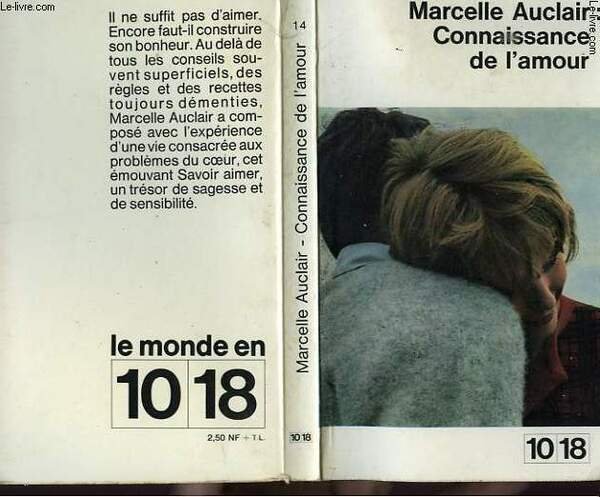 Le-livre.com
Il ne suffit pas d'aimer.
Encore faut-il construire
son bonheur. Au delà de
tous les conseils sou-
vent superficiels, des
règles et des recettes
toujours démenties,
Marcelle Auclair a com-
posé avec l'expérience
d'une vie consacrée aux
problèmes du cœur, cet
émouvant Savoir aimer,
un trésor de sagesse et
de sensibilité.
le monde en
10 18
2,50 NF + T.L.
14
Marcelle Auclair - Connaissance de l'amour
10 18
Marcelle Auclair
Connaissance
de l'amour
10 18
Le-livre.com